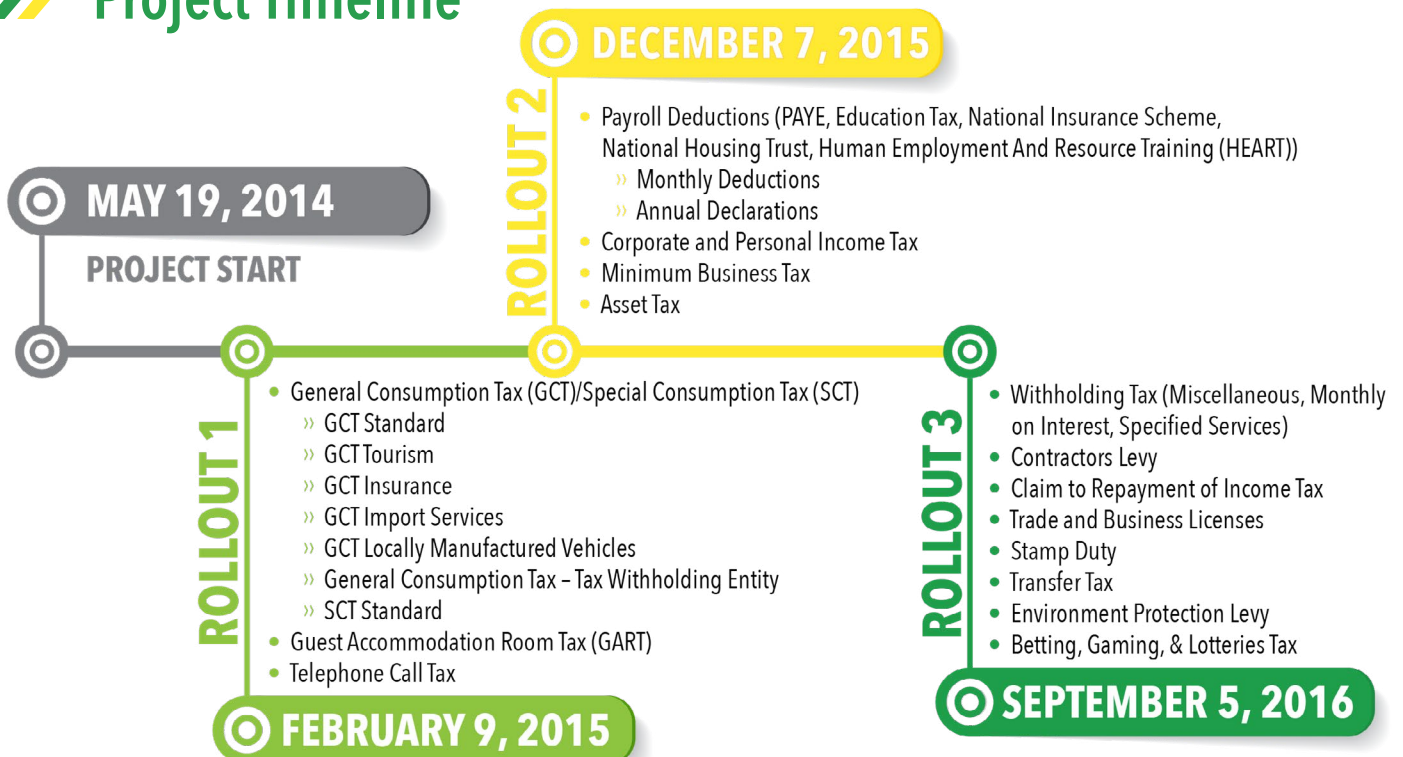 Project Timeline
MAY 19, 2014
PROJECT START
ROLLOUT 1
• General Consumption Tax (GCT)/Special Consumption Tax (SCT)
» GCT Standard
» GCT Tourism
» GCT Insurance
» GCT Import Services
» GCT Locally Manufactured Vehicles
» General Consumption Tax – Tax Withholding Entity
» SCT Standard
• Guest Accommodation Room Tax (GART)
• Telephone Call Tax
FEBRUARY 9, 2015
DECEMBER 7, 2015
ROLLOUT 2
• Payroll Deductions (PAYE, Education Tax, National Insurance Scheme,
National Housing Trust, Human Employment And Resource Training (HEART))
» Monthly Deductions
» Annual Declarations
• Corporate and Personal Income Tax
• Minimum Business Tax
• Asset Tax
ROLLOUT 3
• Withholding Tax (Miscellaneous, Monthly
on Interest, Specified Services)
• Contractors Levy
• Claim to Repayment of Income Tax
• Trade and Business Licenses
• Stamp Duty
• Transfer Tax
• Environment Protection Levy
• Betting, Gaming, & Lotteries Tax
SEPTEMBER 5, 2016